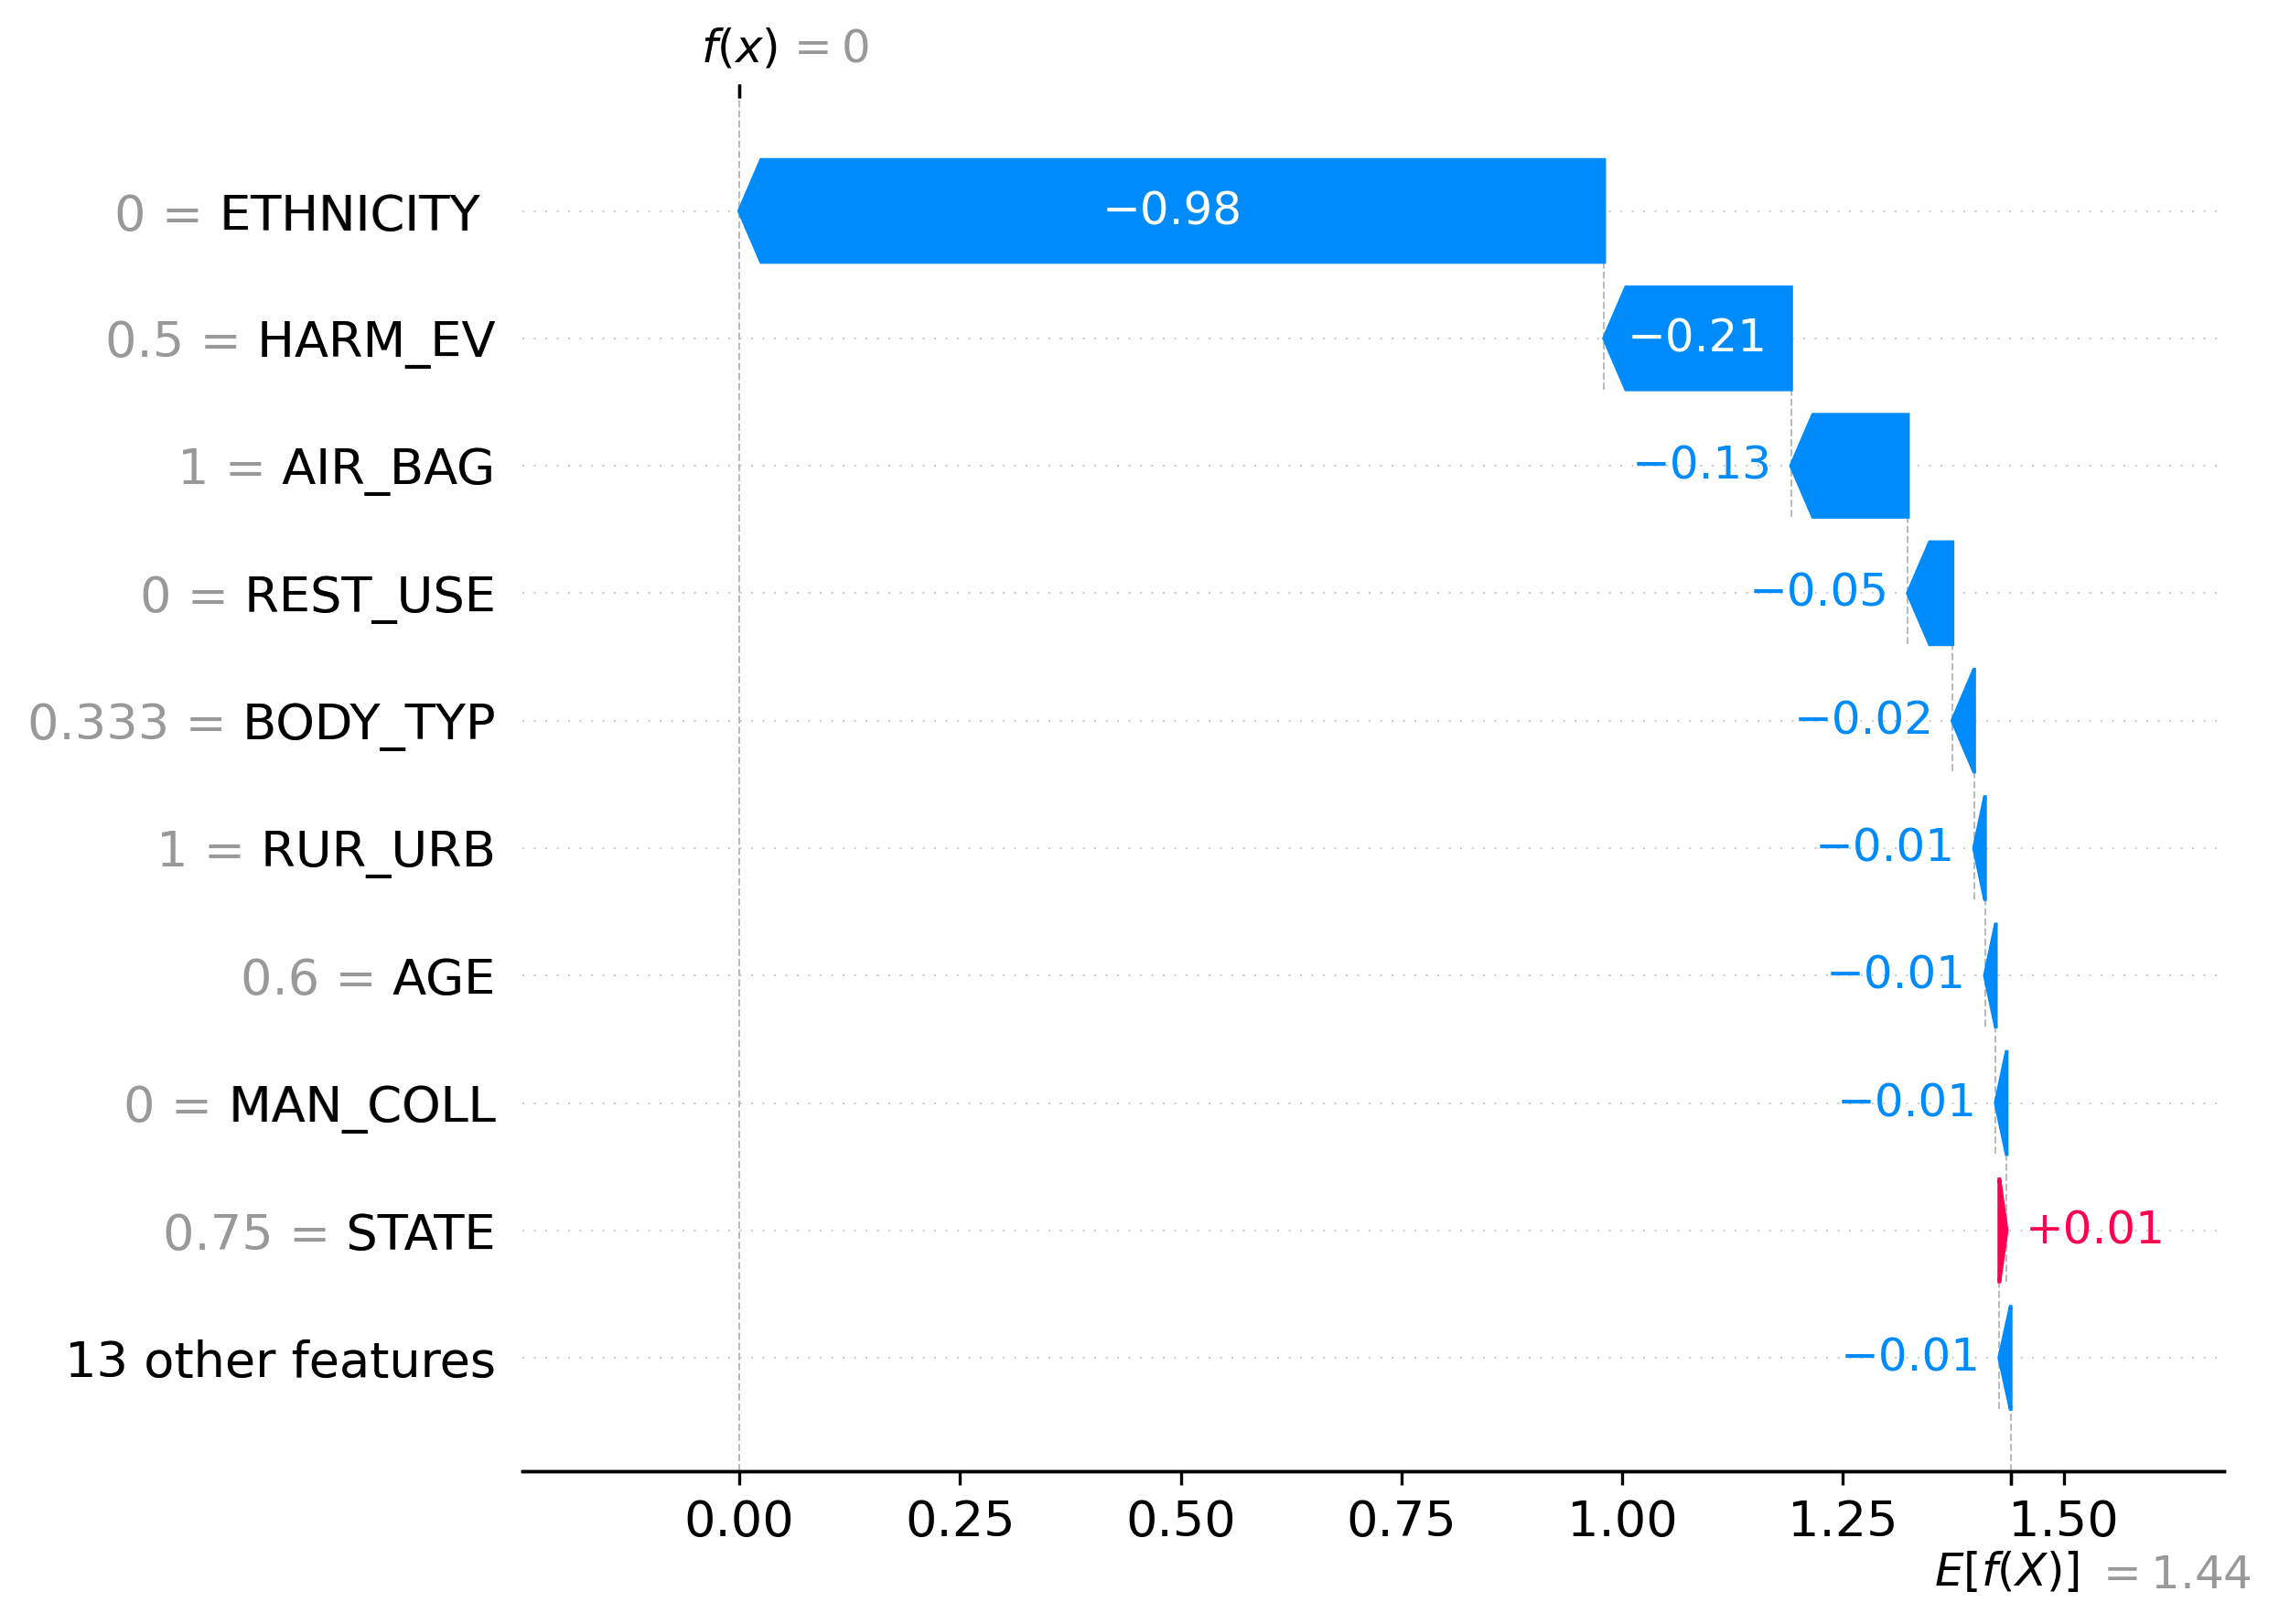 f(x) = 0
0 = ETHNICITY −0.98
0.5 = HARM_EV −0.21
1 = AIR_BAG −0.13
0 = REST_USE −0.05
0.333 = BODY_TYP −0.02
1 = RUR_URB −0.01
0.6 = AGE −0.01
0 = MAN_COLL −0.01
0.75 = STATE +0.01
13 other features −0.01
0.00 0.25 0.50 0.75 1.00 1.25 1.50
E[f(X)] = 1.44